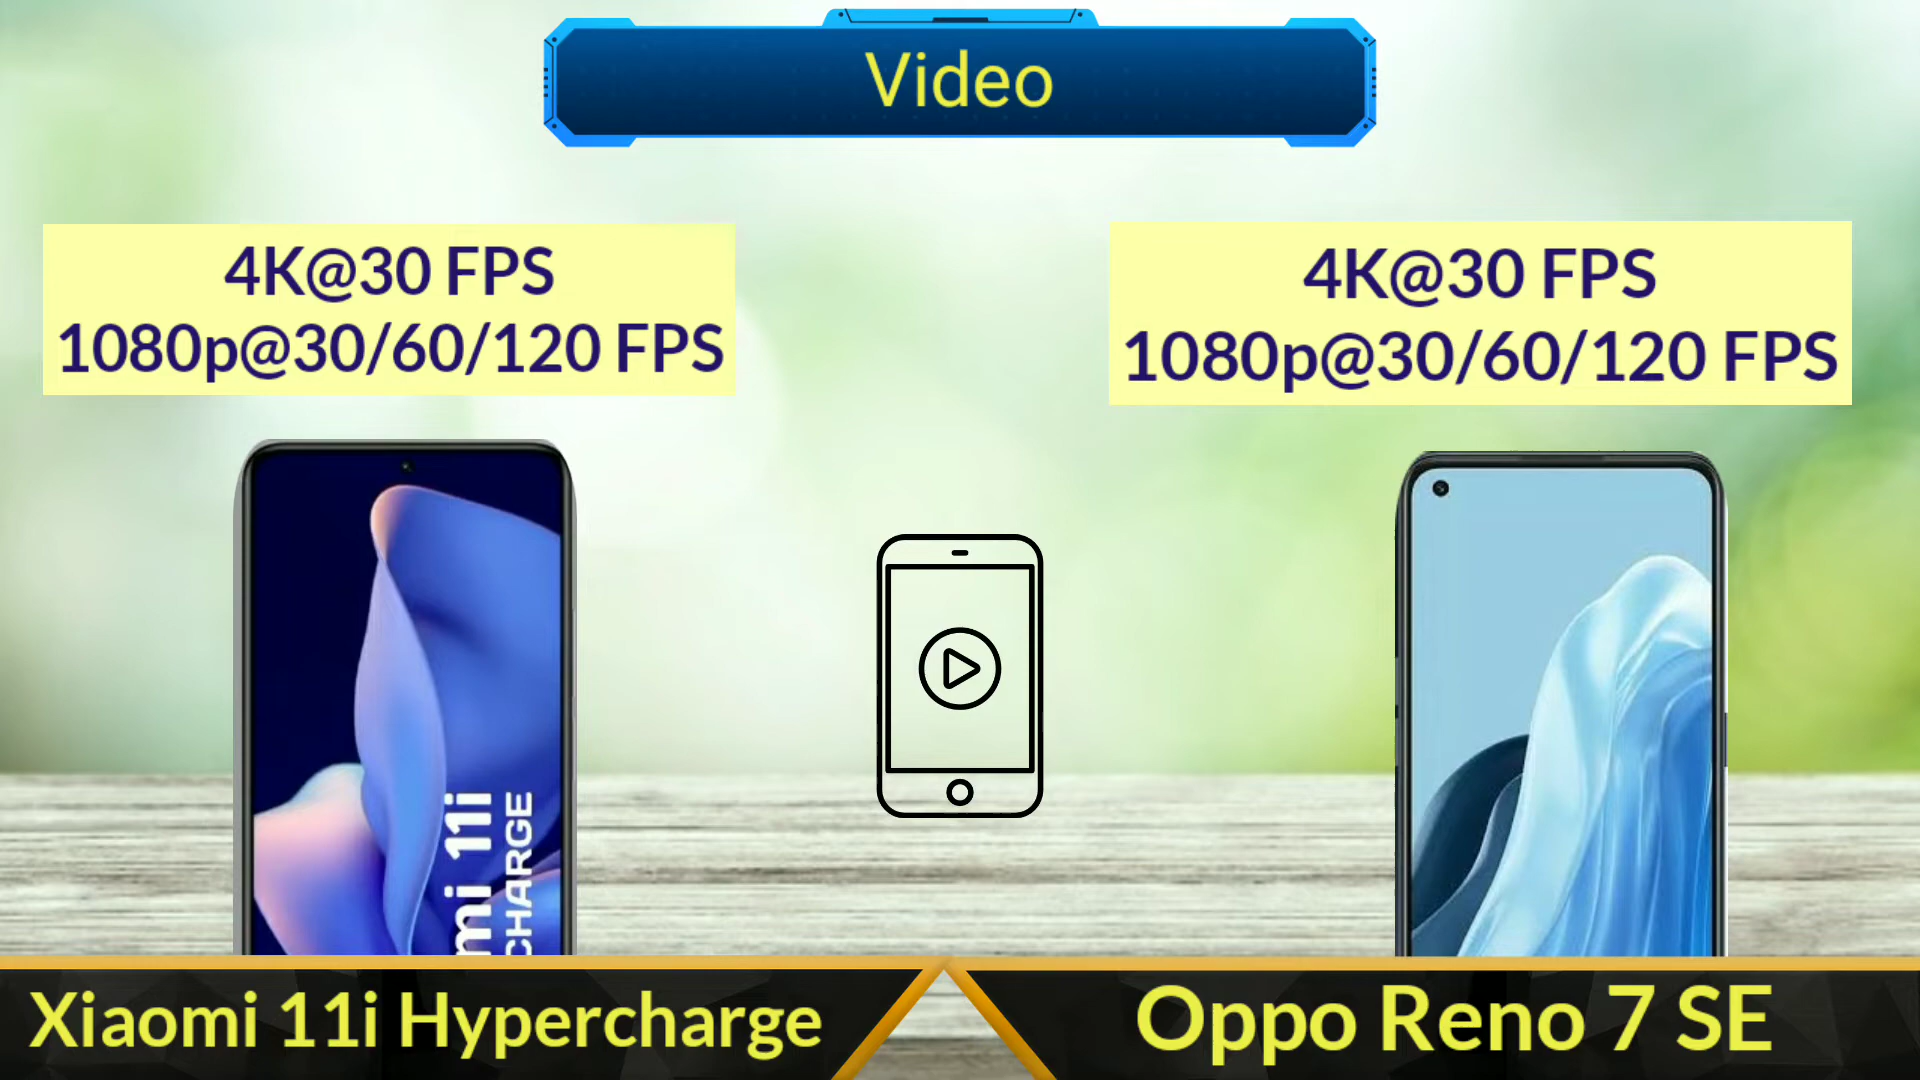 Video
4K@30 FPS
1080p@30/60/120 FPS
4K@30 FPS
1080p@30/60/120 FPS
mi 11i
CHARGE
Xiaomi 11i Hypercharge
Oppo Reno 7 SE